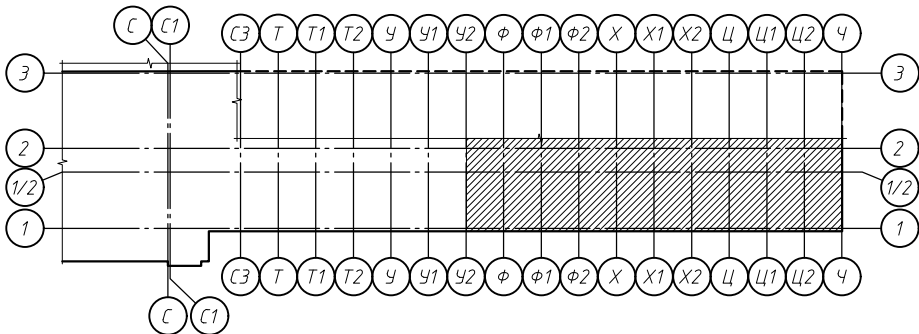 С С1
С3 Т Т1 Т2 У У1 У2 Ф Ф1 Ф2 Х Х1 Х2 Ц Ц1 Ц2 Ч
3 3
2 2
1/2 1/2
1 1
С3 Т Т1 Т2 У У1 У2 Ф Ф1 Ф2 Х Х1 Х2 Ц Ц1 Ц2 Ч
С С1